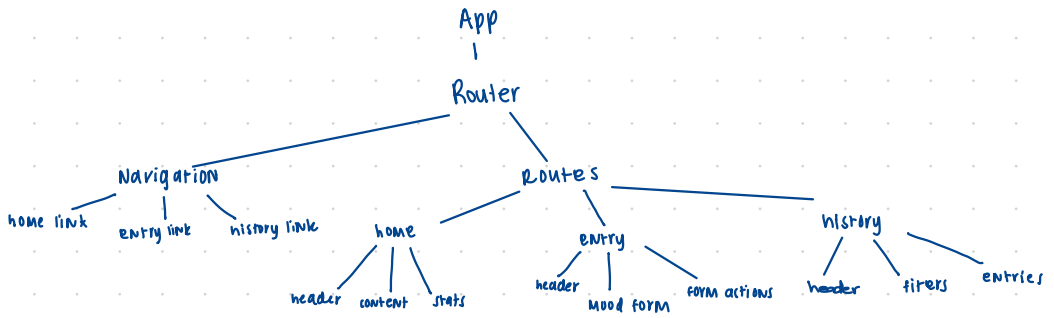 App
Router
Navigation
Routes
home link
entry link
history link
home
entry
history
header
content
stats
header
mood form
form actions
header
filers
entries